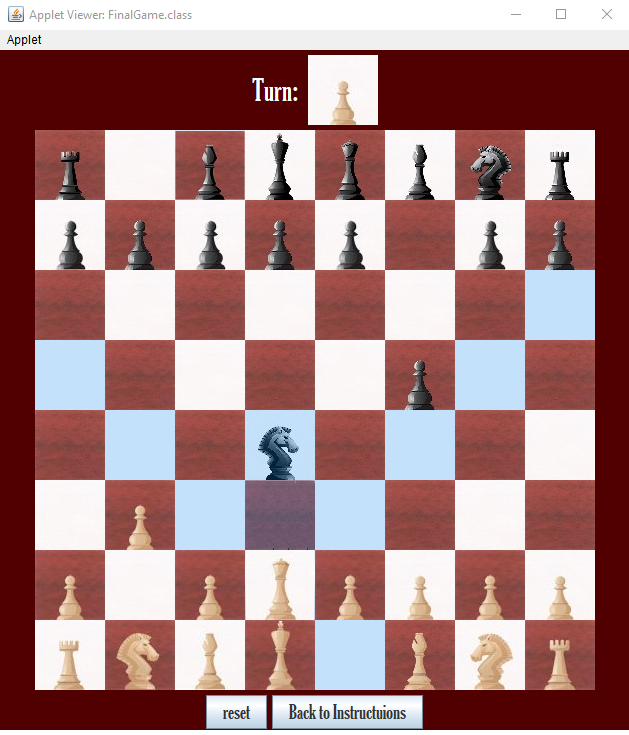 Applet Viewer: FinalGame.class
Applet
Turn:
reset
Back to Instructuions